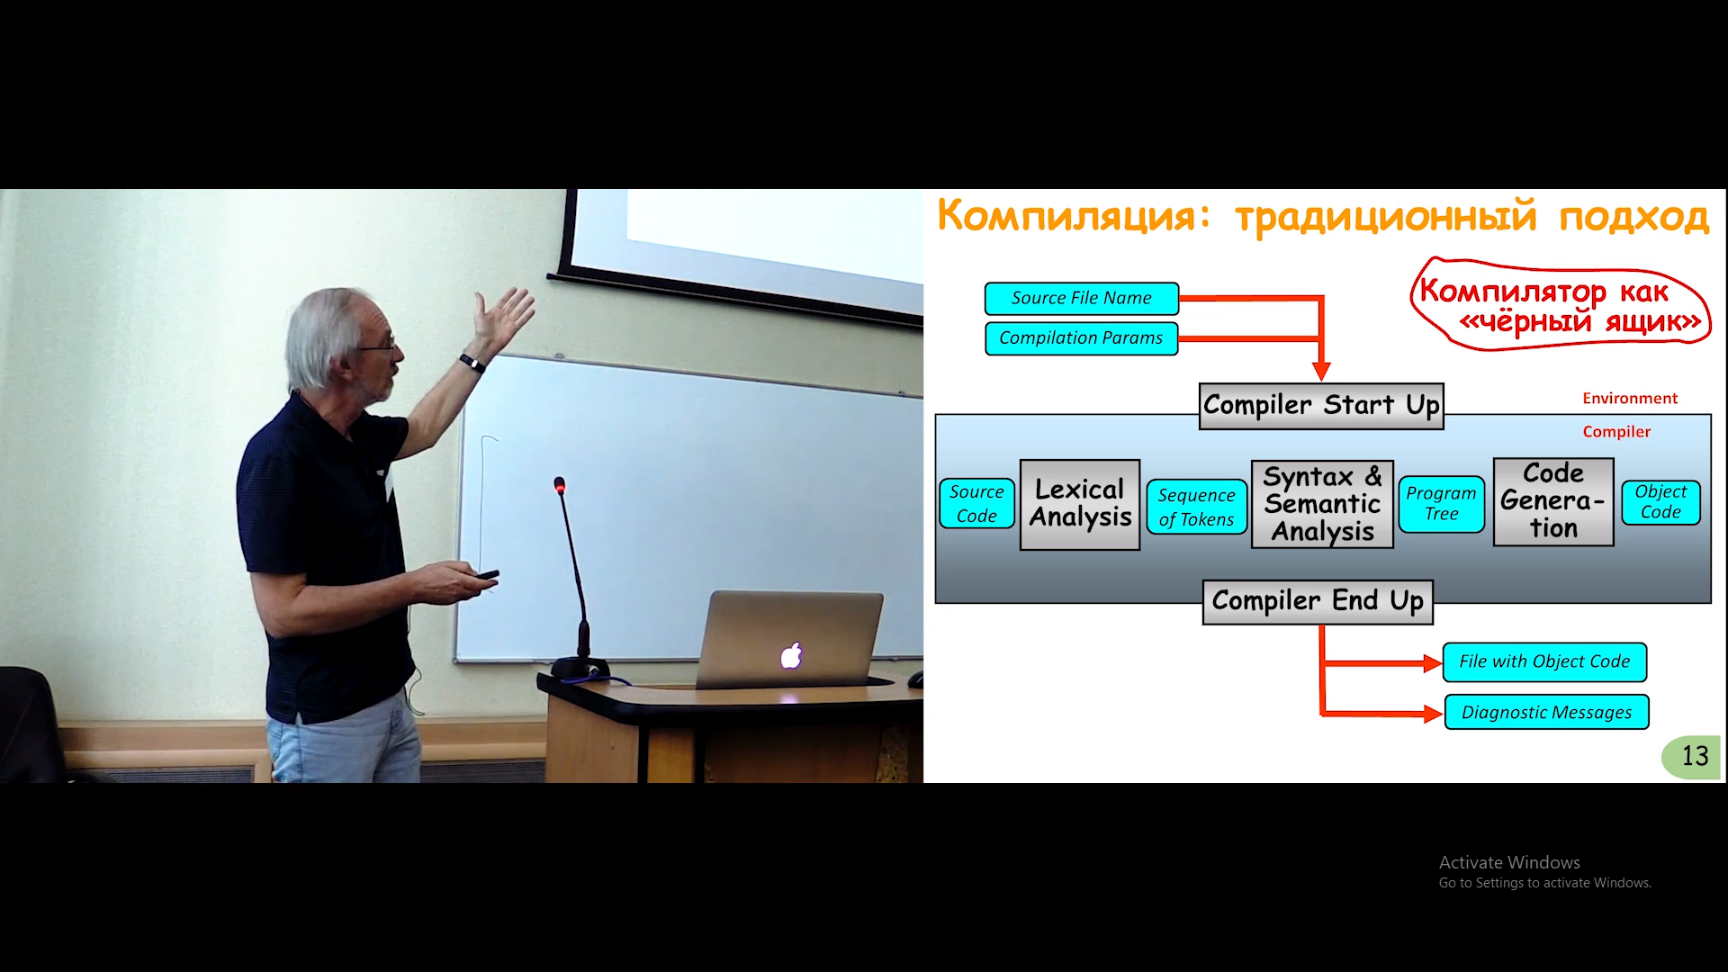 Компиляция: традиционный подход
Source File Name
Compilation Params
Компилятор как
«чёрный ящик»
Compiler Start Up
Environment
Compiler
Source
Code
Lexical
Analysis
Sequence
of Tokens
Syntax &
Semantic
Analysis
Program
Tree
Code
Genera-
tion
Object
Code
Compiler End Up
File with Object Code
Diagnostic Messages
13
Activate Windows
Go to Settings to activate Windows.